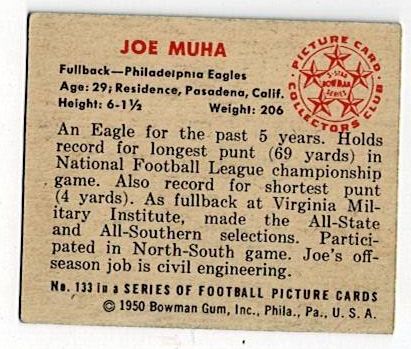 JOE MUHA
Fullback—Philadelphia Eagles
Age: 29; Residence, Pasadena, Calif.
Height: 6-1½ Weight: 206
PICTURE CARD
5-STAR
BOWMAN
SERIES
COLLECTORS CLUB
An Eagle for the past 5 years. Holds
record for longest punt (69 yards) in
National Football League championship
game. Also record for shortest punt
(4 yards). As fullback at Virginia Mil-
itary Institute, made the All-State
and All-Southern selections. Partici-
pated in North-South game. Joe's off-
season job is civil engineering.
No. 133 in a SERIES OF FOOTBALL PICTURE CARDS
©1950 Bowman Gum, Inc., Phila., Pa., U. S. A.